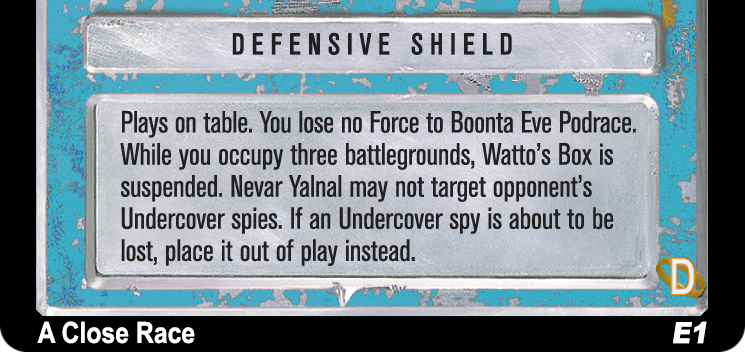 DEFENSIVE SHIELD
Plays on table. You lose no Force to Boonta Eve Podrace.
While you occupy three battlegrounds, Watto's Box is
suspended. Nevar Yalnal may not target opponent's
Undercover spies. If an Undercover spy is about to be
lost, place it out of play instead.
D
A Close Race E1